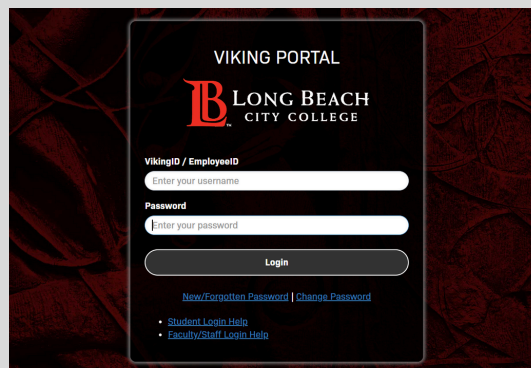 VIKING PORTAL
LB LONG BEACH
CITY COLLEGE
™
VikingID / EmployeeID
Enter your username
Password
Enter your password
Login
New/Forgotten Password | Change Password
• Student Login Help
• Faculty/Staff Login Help